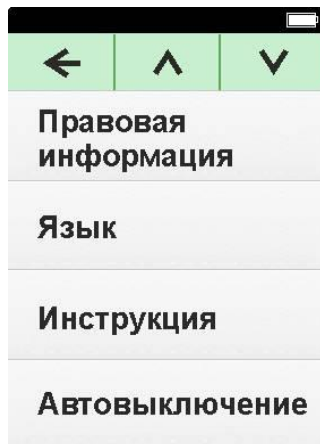 Правовая
информация
Язык
Инструкция
Автовыключение